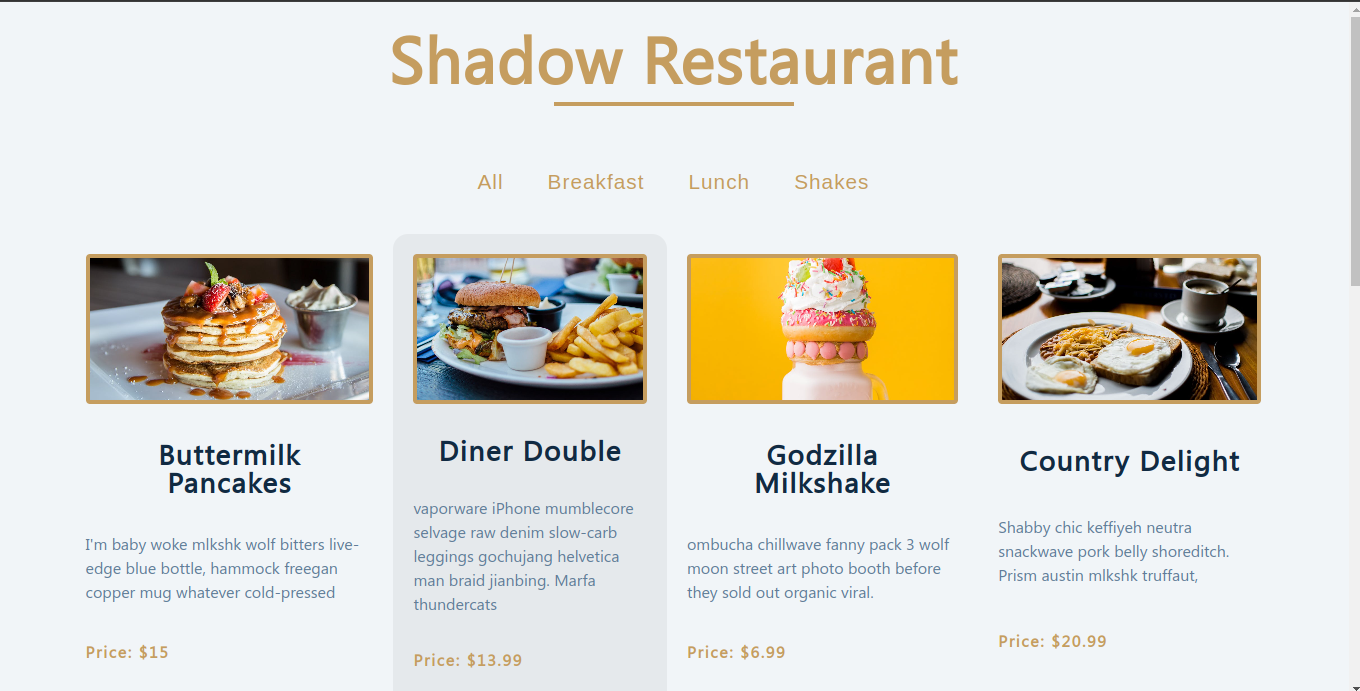 Shadow Restaurant
All Breakfast Lunch Shakes
Buttermilk
Pancakes
I'm baby woke mlkshk wolf bitters live-
edge blue bottle, hammock freegan
copper mug whatever cold-pressed
Price: $15
Diner Double
vaporware iPhone mumblecore
selvage raw denim slow-carb
leggings gochujang helvetica
man braid jianbing. Marfa
thundercats
Price: $13.99
Godzilla
Milkshake
ombucha chillwave fanny pack 3 wolf
moon street art photo booth before
they sold out organic viral.
Price: $6.99
Country Delight
Shabby chic keffiyeh neutra
snackwave pork belly shoreditch.
Prism austin mlkshk truffaut,
Price: $20.99